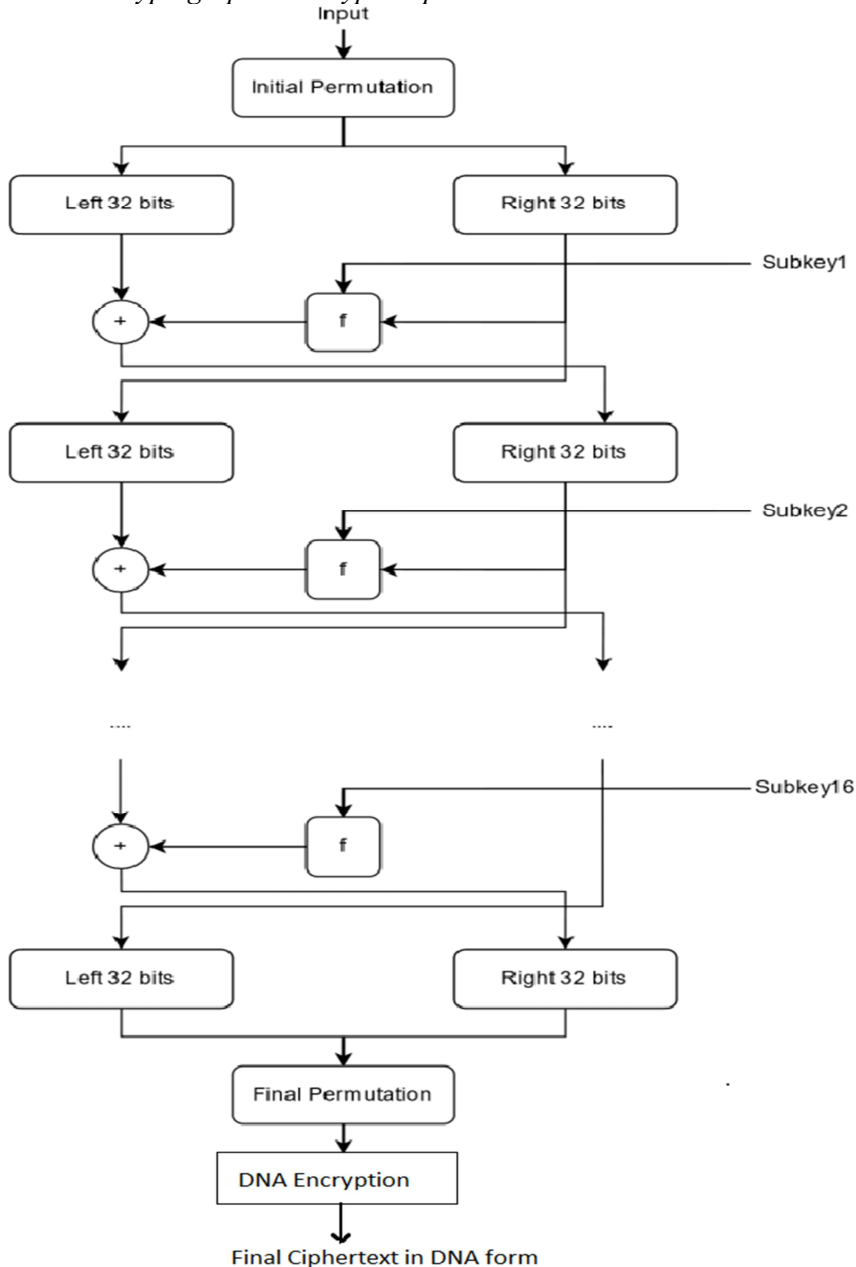 Input
Initial Permutation
Left 32 bits
Right 32 bits
Subkey1
+
f
Left 32 bits
Right 32 bits
Subkey2
+
f
....
....
Subkey16
+
f
Left 32 bits
Right 32 bits
Final Permutation
.
DNA Encryption
Final Ciphertext in DNA form